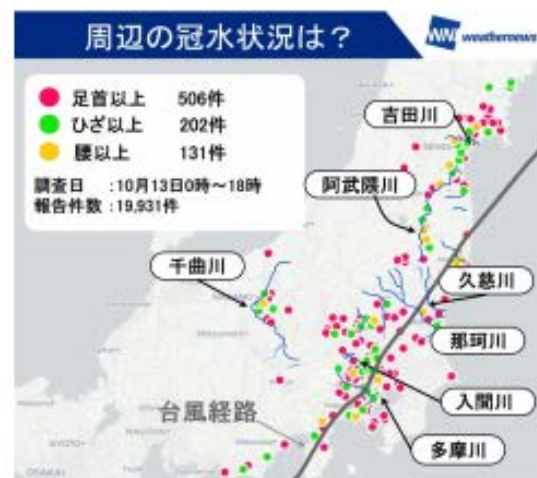 周辺の冠水状況は？
WN weathernews
足首以上 506件
ひざ以上 202件
腰以上 131件
調査日 ：10月13日0時～18時
報告件数：19,931件
吉田川
阿武隈川
千曲川
久慈川
那珂川
入間川
台風経路
多摩川